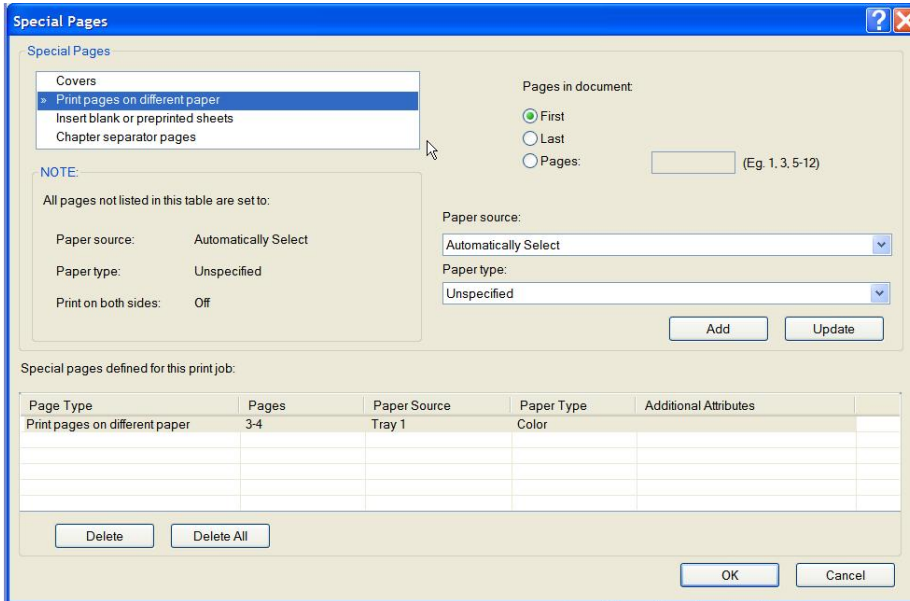 Special Pages
Special Pages
Covers
» Print pages on different paper
Insert blank or preprinted sheets
Chapter separator pages
Pages in document:
First
Last
Pages: (Eg. 1, 3, 5-12)
NOTE:
All pages not listed in this table are set to:
Paper source: Automatically Select
Paper type: Unspecified
Print on both sides: Off
Paper source:
Automatically Select
Paper type:
Unspecified
Add Update
Special pages defined for this print job:
Page Type Pages Paper Source Paper Type Additional Attributes
Print pages on different paper 3-4 Tray 1 Color
Delete Delete All
OK Cancel